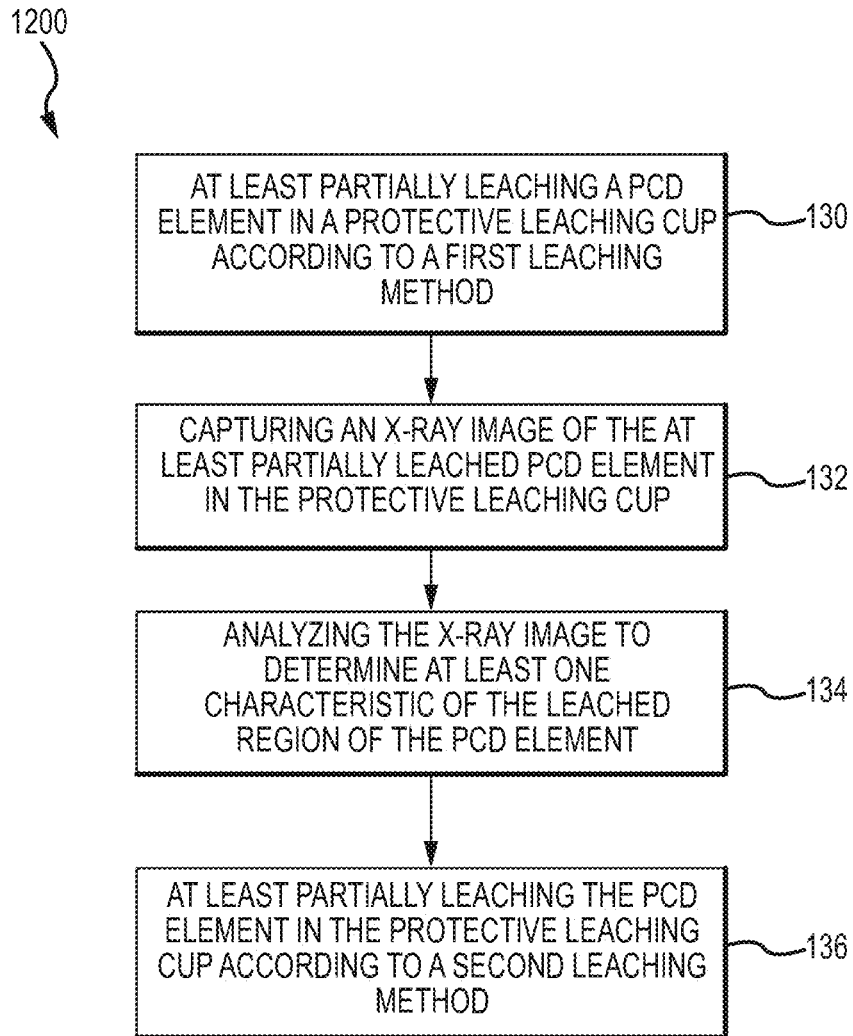 1200
AT LEAST PARTIALLY LEACHING A PCD
ELEMENT IN A PROTECTIVE LEACHING CUP
ACCORDING TO A FIRST LEACHING
METHOD
130
CAPTURING AN X-RAY IMAGE OF THE AT
LEAST PARTIALLY LEACHED PCD ELEMENT
IN THE PROTECTIVE LEACHING CUP
132
ANALYZING THE X-RAY IMAGE TO
DETERMINE AT LEAST ONE
CHARACTERISTIC OF THE LEACHED
REGION OF THE PCD ELEMENT
134
AT LEAST PARTIALLY LEACHING THE PCD
ELEMENT IN THE PROTECTIVE LEACHING
CUP ACCORDING TO A SECOND LEACHING
METHOD
136